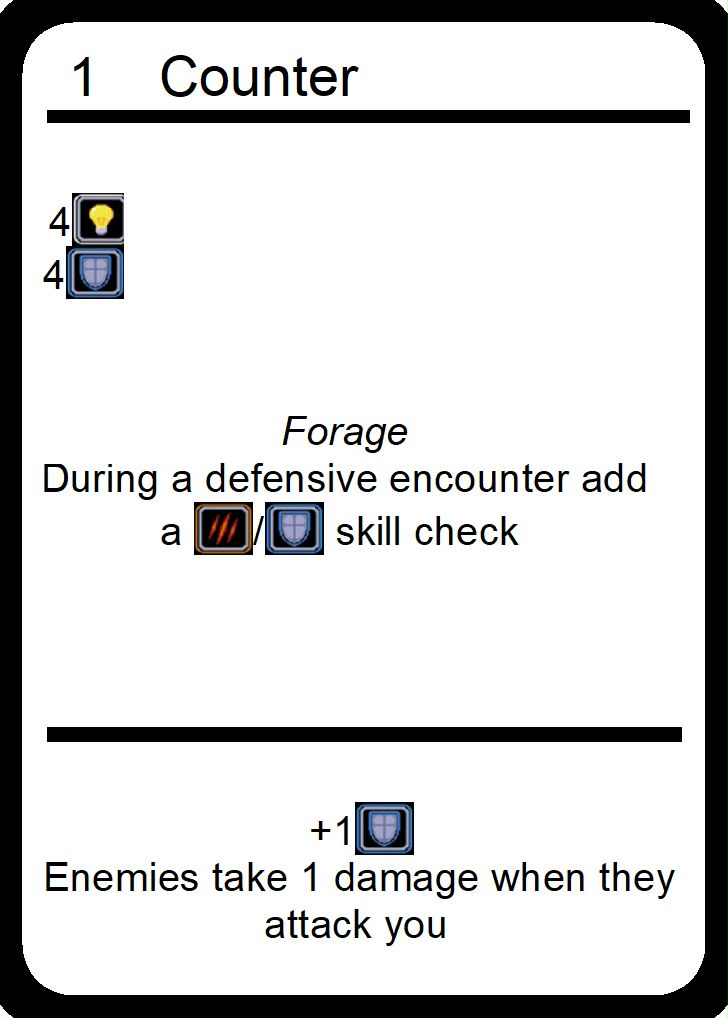 1 Counter
4
4
Forage
During a defensive encounter add
a / skill check
+1
Enemies take 1 damage when they
attack you